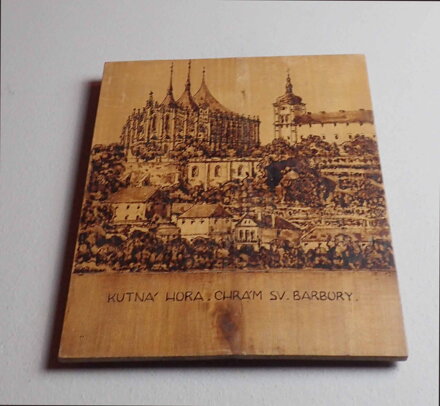 KUTNÁ HORA. CHRÁM SV. BARBORY.